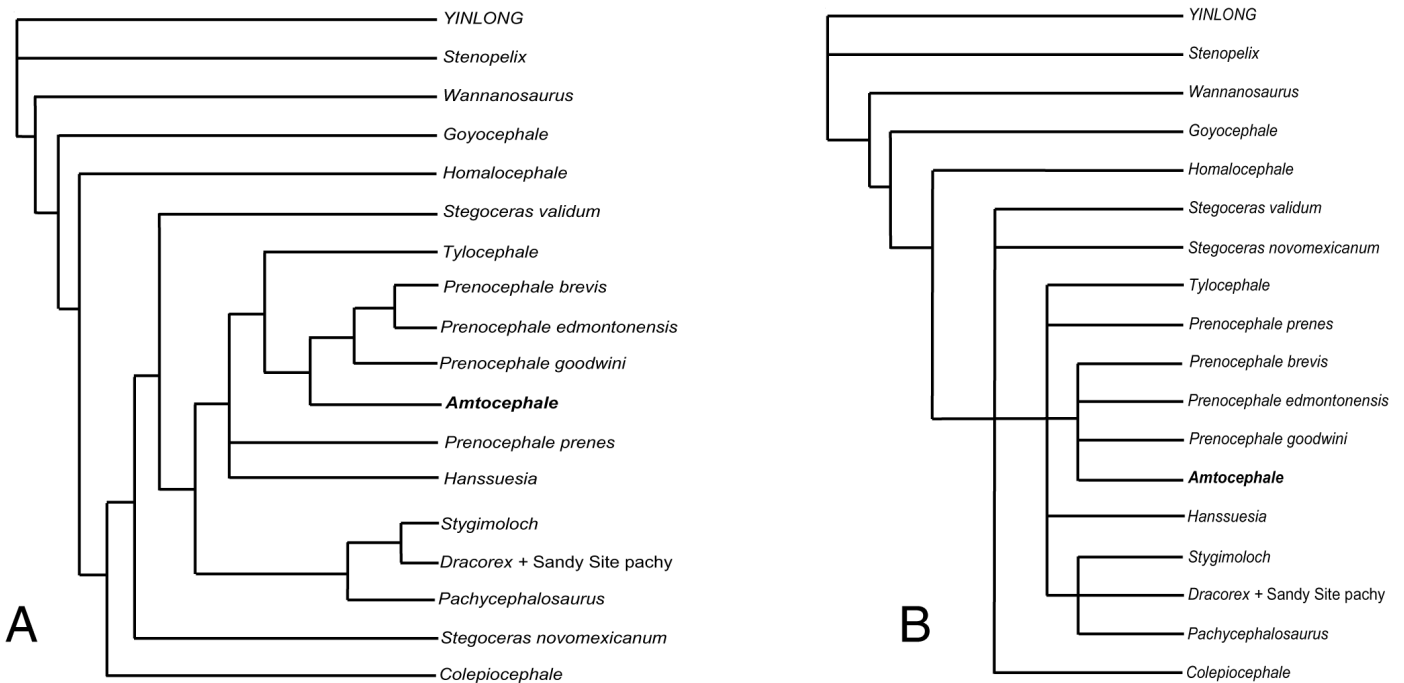 YINLONG
Stenopelix
Wannanosaurus
Goyocephale
Homalocephale
Stegoceras validum
Tylocephale
Prenocephale brevis
Prenocephale edmontonensis
Prenocephale goodwini
Amtocephale
Prenocephale prenes
Hanssuesia
Stygimoloch
Dracorex + Sandy Site pachy
Pachycephalosaurus
Stegoceras novomexicanum
Colepiocephale
A
YINLONG
Stenopelix
Wannanosaurus
Goyocephale
Homalocephale
Stegoceras validum
Stegoceras novomexicanum
Tylocephale
Prenocephale prenes
Prenocephale brevis
Prenocephale edmontonensis
Prenocephale goodwini
Amtocephale
Hanssuesia
Stygimoloch
Dracorex + Sandy Site pachy
Pachycephalosaurus
Colepiocephale
B